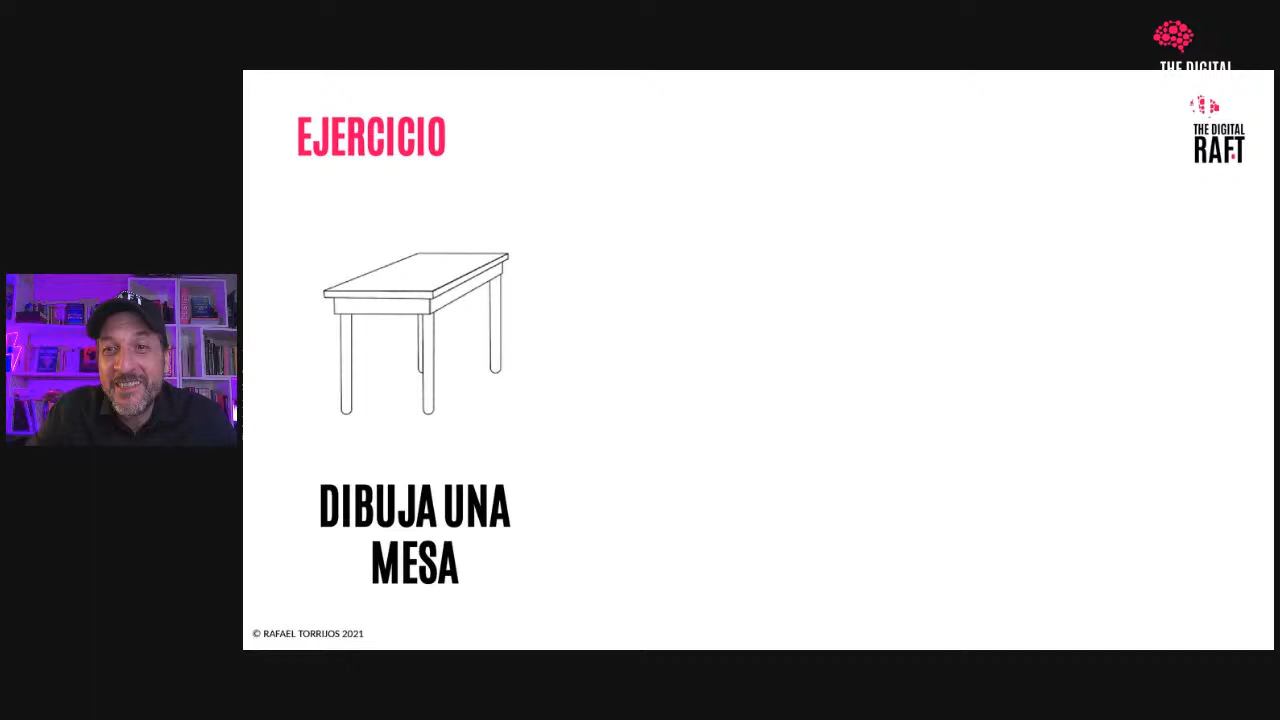 THE DIGITAL
EJERCICIO
THE DIGITAL
RAFT
DIBUJA UNA
MESA
© RAFAEL TORRIJOS 2021